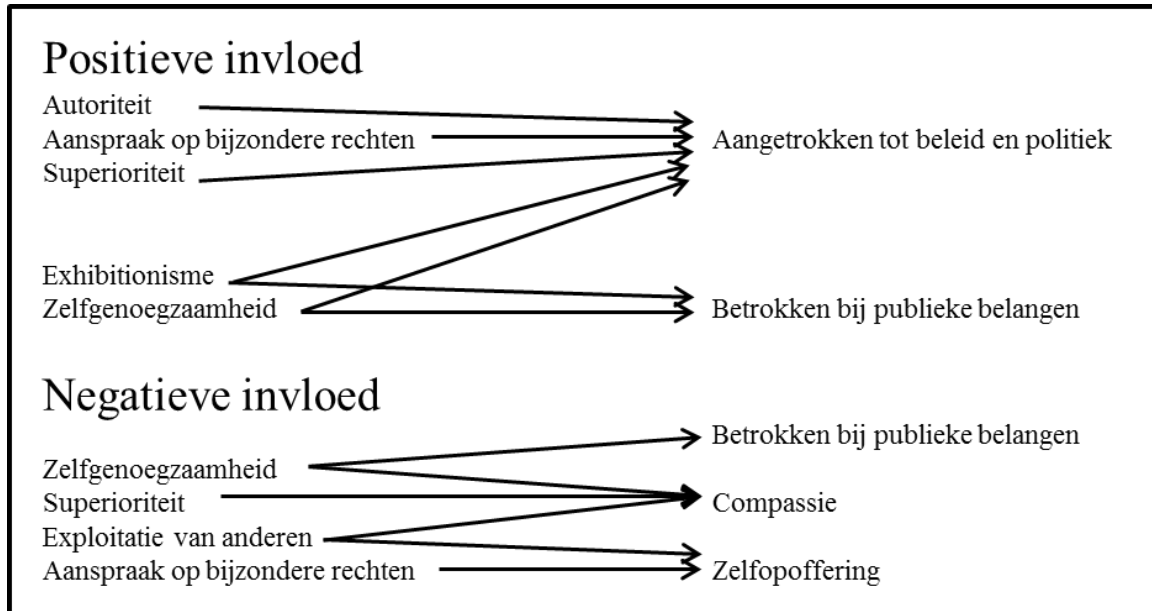 Positieve invloed
Autoriteit
Aanspraak op bijzondere rechten
Aangetrokken tot beleid en politiek
Superioriteit
Exhibitionisme
Zelfgenoegzaamheid
Betrokken bij publieke belangen
Negatieve invloed
Betrokken bij publieke belangen
Zelfgenoegzaamheid
Superioriteit
Compassie
Exploitatie van anderen
Aanspraak op bijzondere rechten
Zelfopoffering